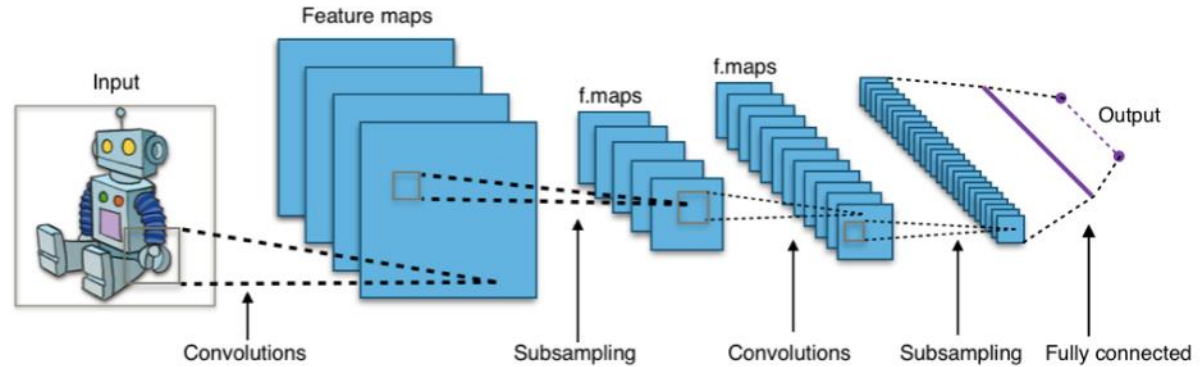 Feature maps
Input
f.maps
f.maps
Output
Convolutions
Subsampling
Convolutions
Subsampling
Fully connected